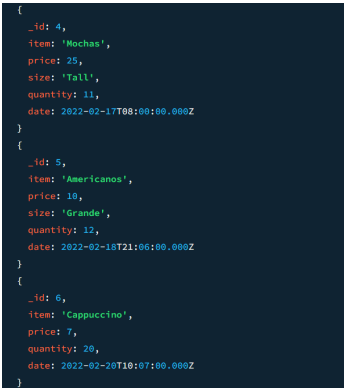 {
_id: 4,
item: 'Mochas',
price: 25,
size: 'Tall',
quantity: 11,
date: 2022-02-17T08:00:00.000Z
}
{
_id: 5,
item: 'Americanos',
price: 10,
size: 'Grande',
quantity: 12,
date: 2022-02-18T21:06:00.000Z
}
{
_id: 6,
item: 'Cappuccino',
price: 7,
quantity: 20,
date: 2022-02-20T10:07:00.000Z
}